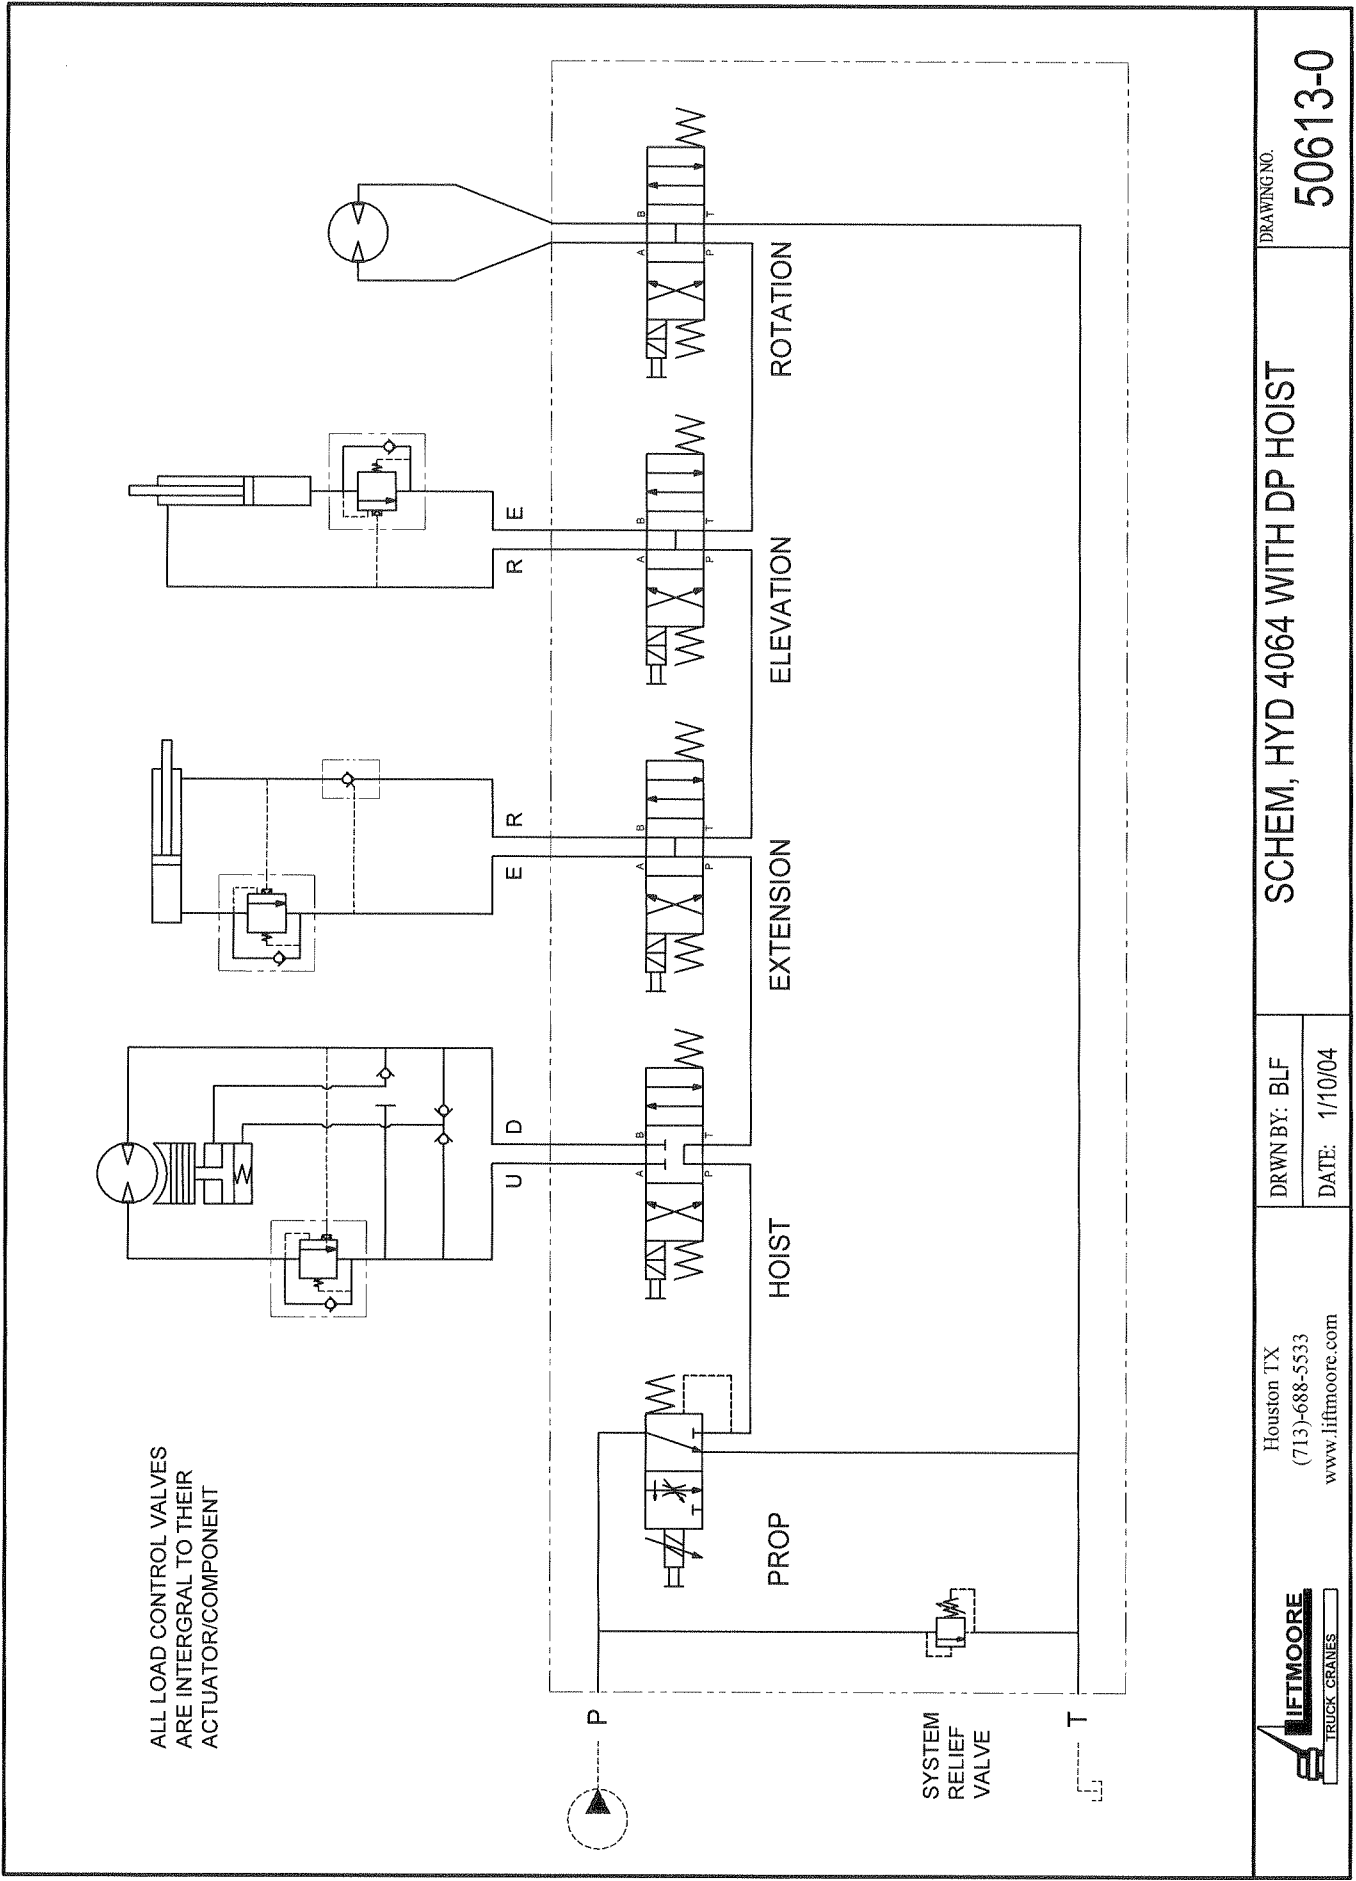 ALL LOAD CONTROL VALVES
ARE INTERGRAL TO THEIR
ACTUATOR/COMPONENT
U
D
E
R
R
E
A
B
P
T
A
B
P
T
A
B
P
T
A
B
P
T
PROP
HOIST
EXTENSION
ELEVATION
ROTATION
P
SYSTEM
RELIEF
VALVE
T
LIFTMOORE
TRUCK CRANES
Houston TX
(713)-688-5533
www.liftmoore.com
DRWN BY: BLF
DATE: 1/10/04
SCHEM, HYD 4064 WITH DP HOIST
DRAWING NO.
50613-0